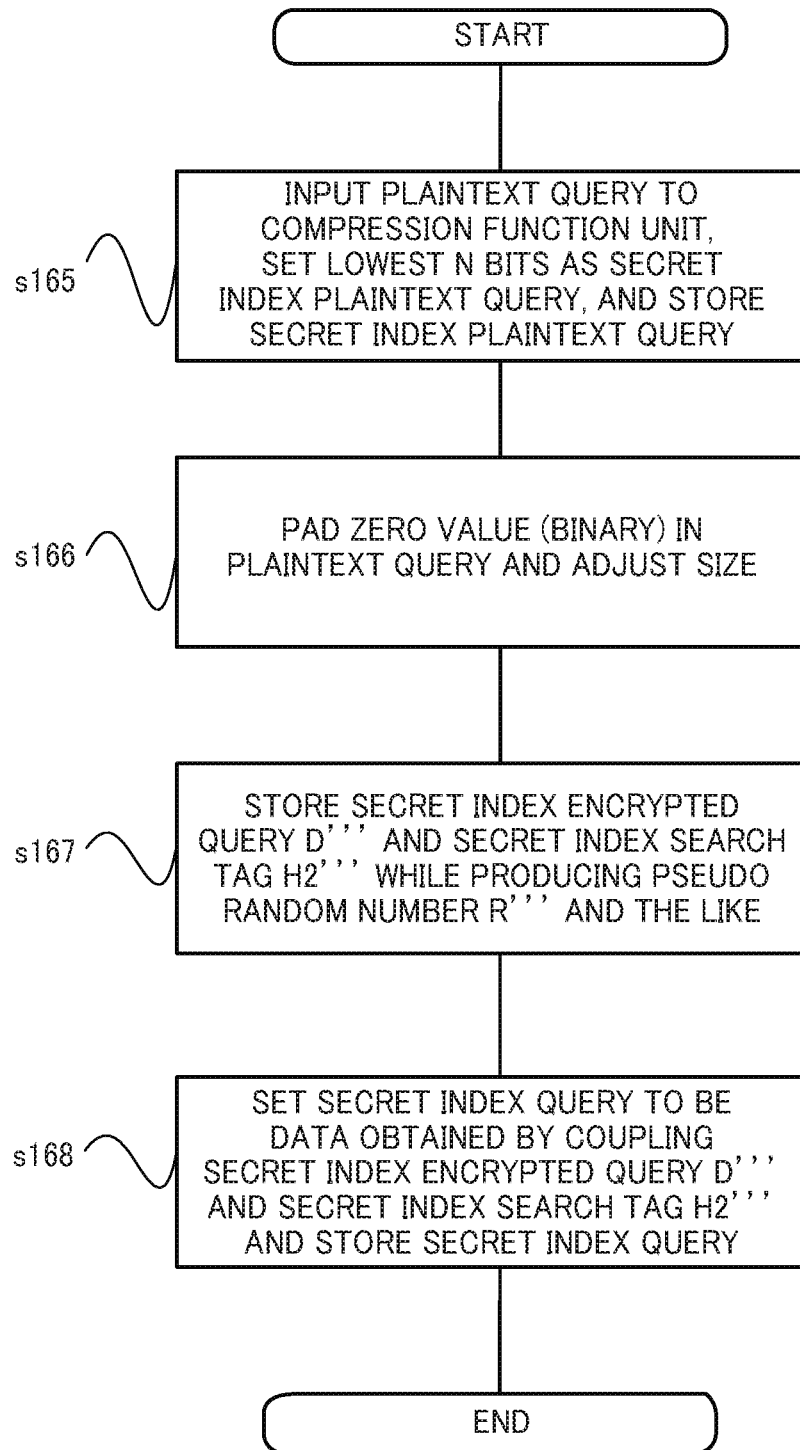 START
s165
INPUT PLAINTEXT QUERY TO
COMPRESSION FUNCTION UNIT,
SET LOWEST N BITS AS SECRET
INDEX PLAINTEXT QUERY, AND STORE
SECRET INDEX PLAINTEXT QUERY
s166
PAD ZERO VALUE (BINARY) IN
PLAINTEXT QUERY AND ADJUST SIZE
s167
STORE SECRET INDEX ENCRYPTED
QUERY D''' AND SECRET INDEX SEARCH
TAG H2''' WHILE PRODUCING PSEUDO
RANDOM NUMBER R''' AND THE LIKE
s168
SET SECRET INDEX QUERY TO BE
DATA OBTAINED BY COUPLING
SECRET INDEX ENCRYPTED QUERY D'''
AND SECRET INDEX SEARCH TAG H2'''
AND STORE SECRET INDEX QUERY
END